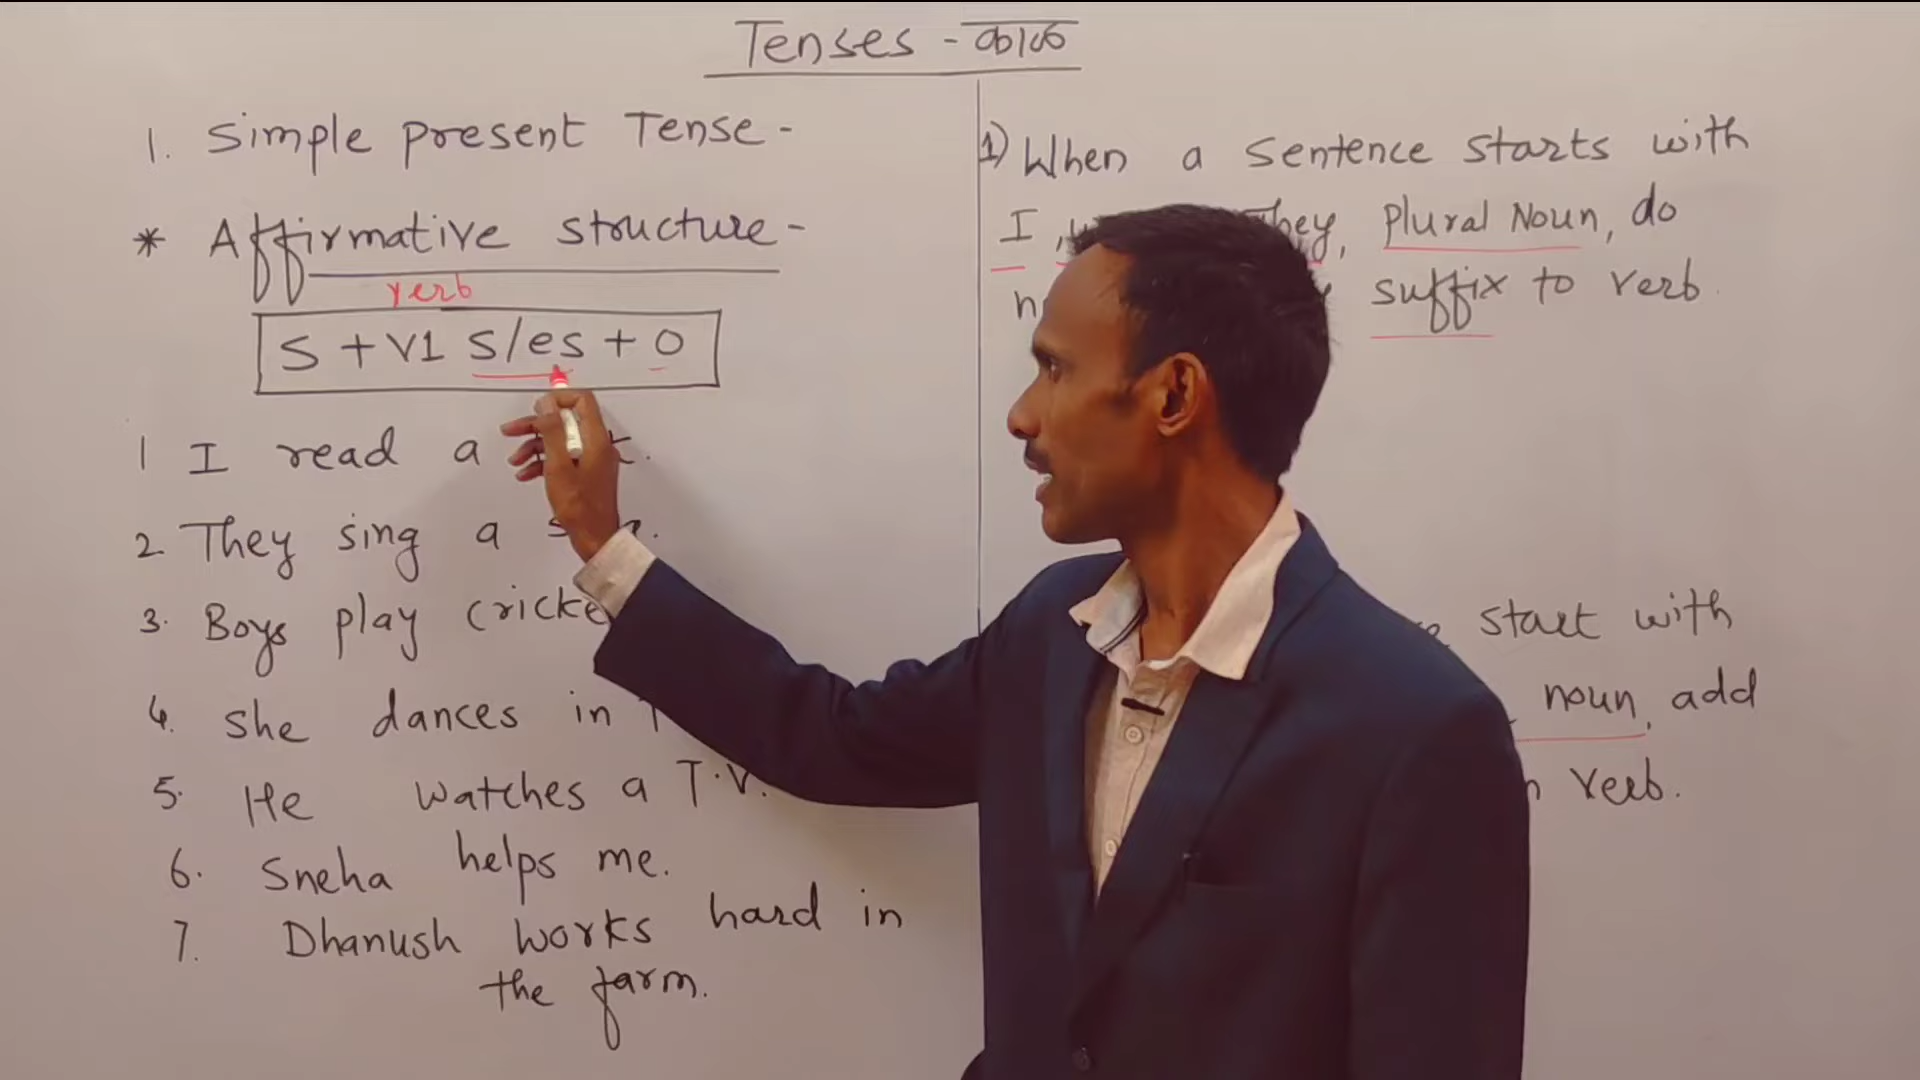 Tenses - काळ
1. Simple present Tense -
* Affirmative structure -
verb
S + V1 s/es + O
1 I read a
2 They sing a
3. Boys play
4. She dances in
5. He watches a T.V.
6. Sneha helps me.
7. Dhanush works hard in
the farm.
1) When a sentence starts with
I, Plural Noun, do
suffix to verb.
start with
noun, add
verb.